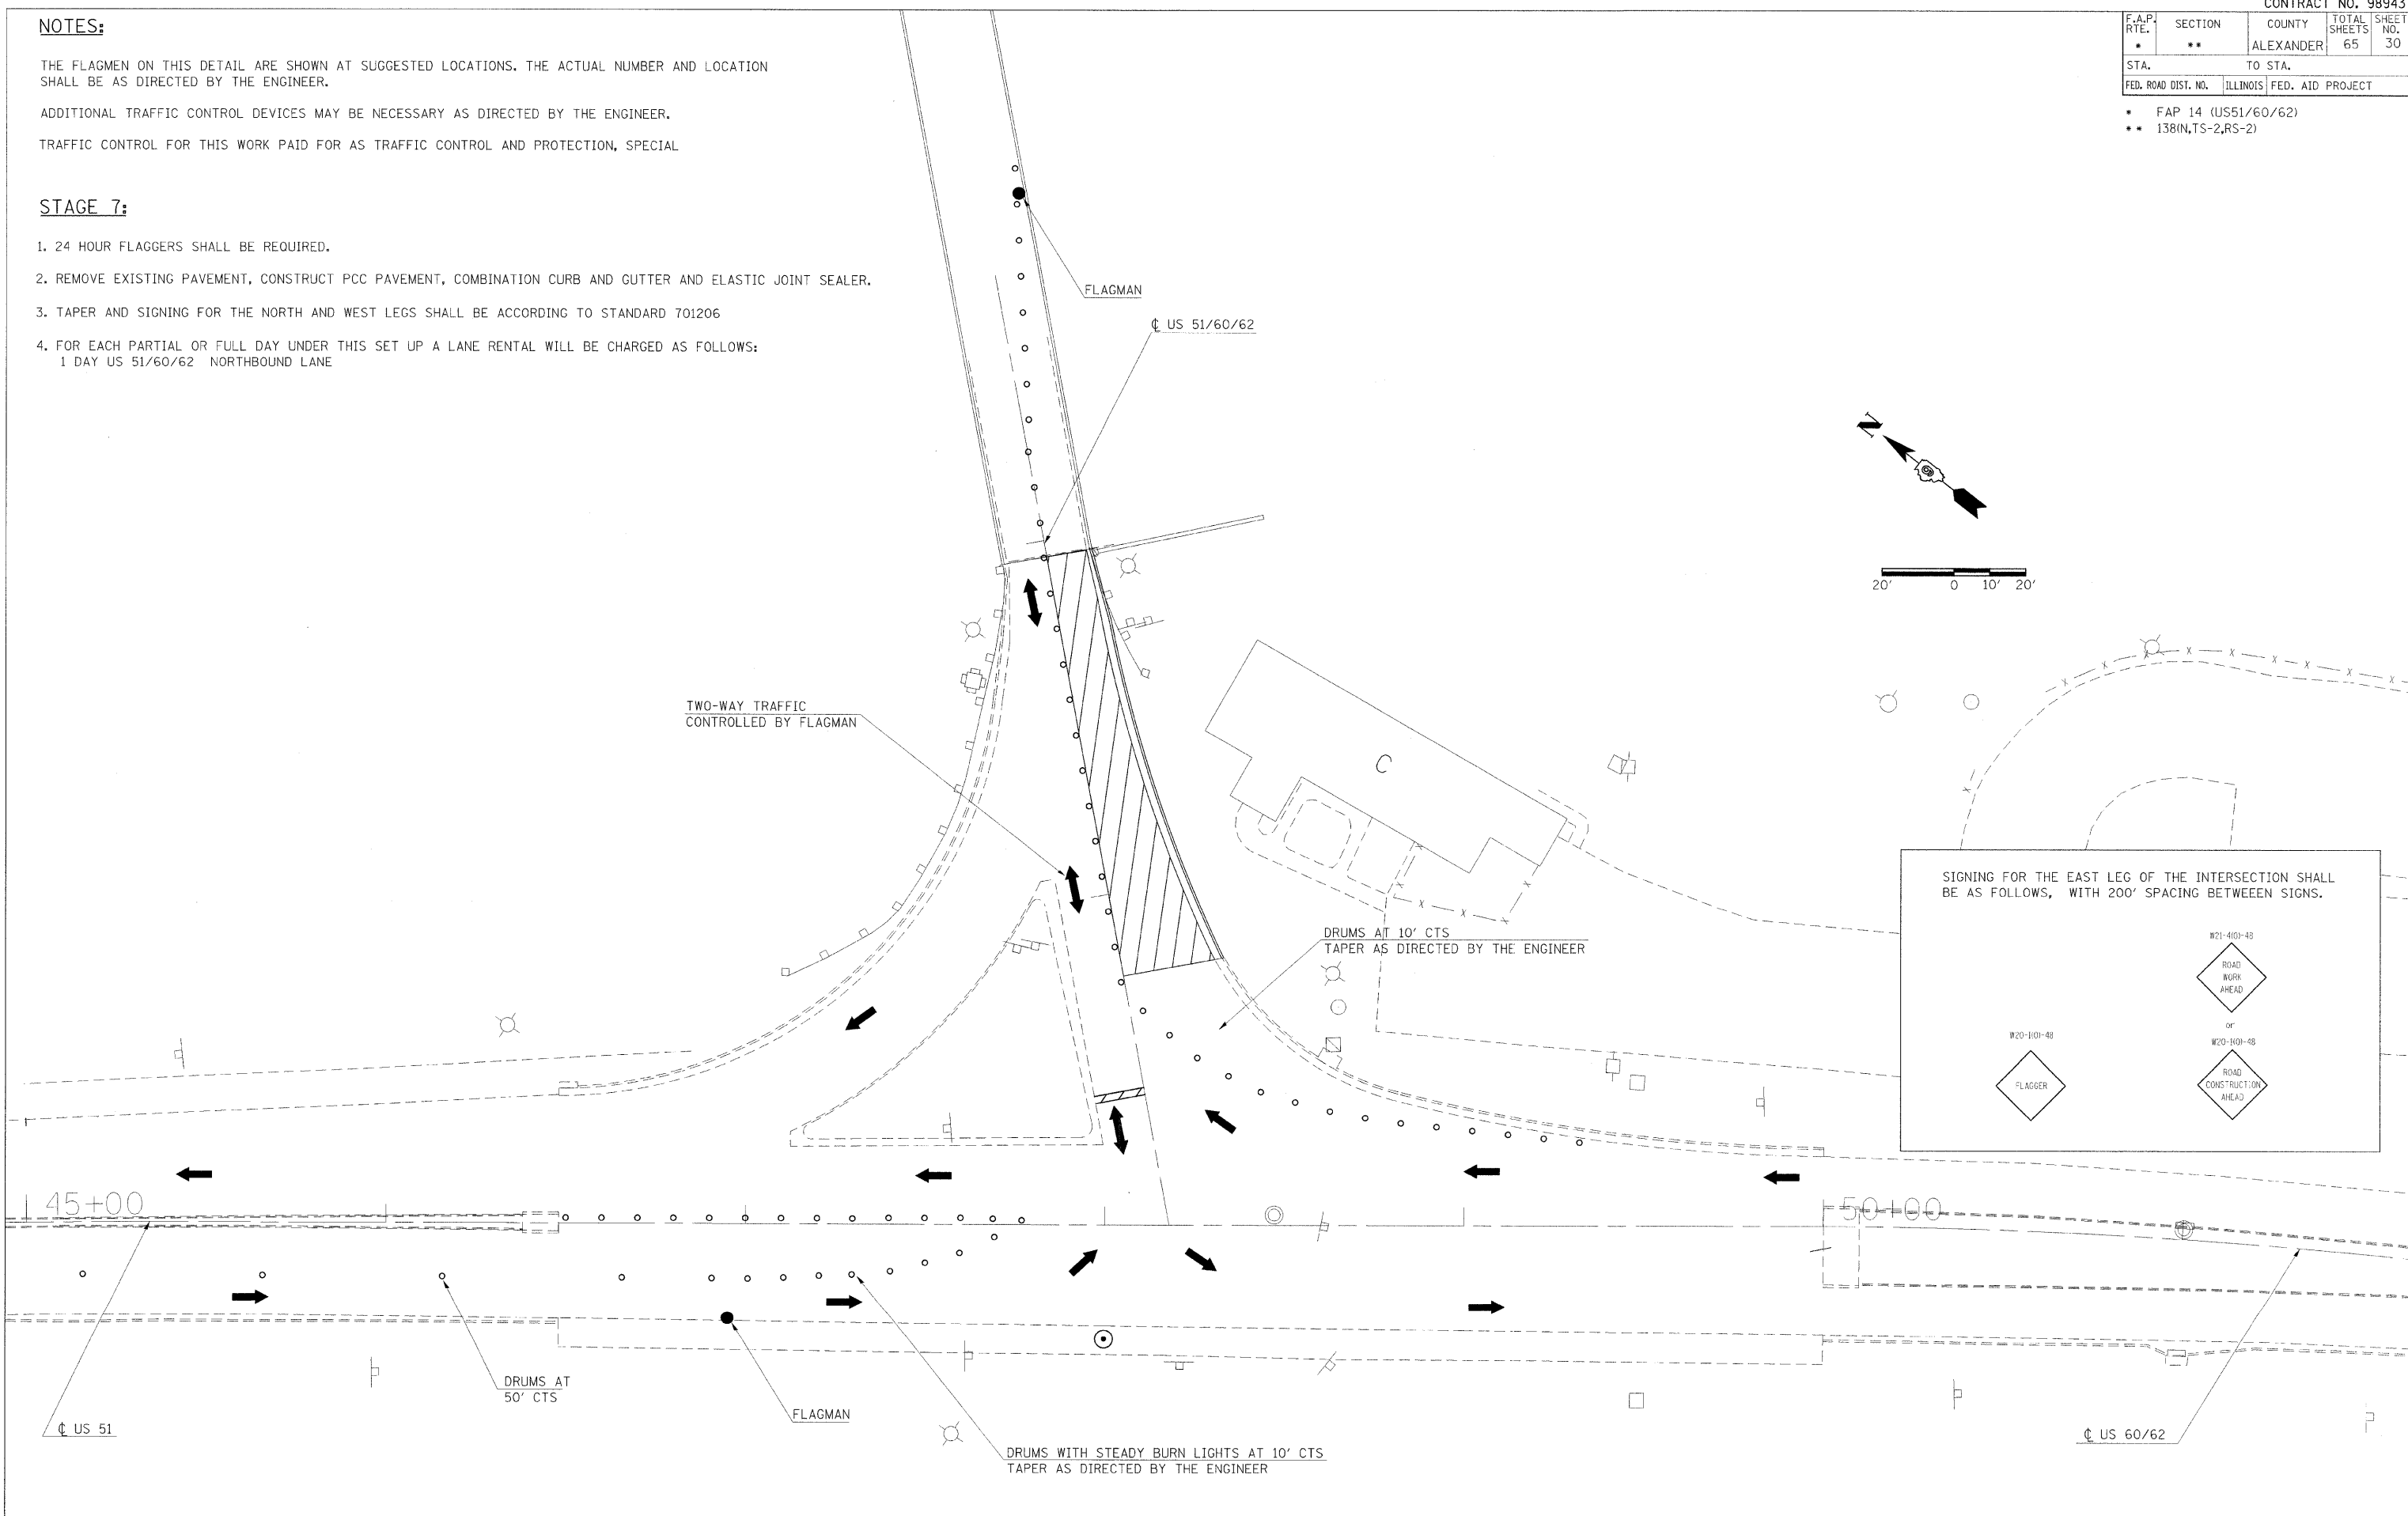 CONTRACT NO. 98943
F.A.P. RTE. SECTION COUNTY TOTAL SHEETS SHEET NO.
* ** ALEXANDER 65 30
STA. TO STA.
FED. ROAD DIST. NO. ILLINOIS FED. AID PROJECT
* FAP 14 (US51/60/62)
** 138(N,TS-2,RS-2)
NOTES:
THE FLAGMEN ON THIS DETAIL ARE SHOWN AT SUGGESTED LOCATIONS. THE ACTUAL NUMBER AND LOCATION
SHALL BE AS DIRECTED BY THE ENGINEER.
ADDITIONAL TRAFFIC CONTROL DEVICES MAY BE NECESSARY AS DIRECTED BY THE ENGINEER.
TRAFFIC CONTROL FOR THIS WORK PAID FOR AS TRAFFIC CONTROL AND PROTECTION, SPECIAL
STAGE 7:
1. 24 HOUR FLAGGERS SHALL BE REQUIRED.
2. REMOVE EXISTING PAVEMENT, CONSTRUCT PCC PAVEMENT, COMBINATION CURB AND GUTTER AND ELASTIC JOINT SEALER.
3. TAPER AND SIGNING FOR THE NORTH AND WEST LEGS SHALL BE ACCORDING TO STANDARD 701206
4. FOR EACH PARTIAL OR FULL DAY UNDER THIS SET UP A LANE RENTAL WILL BE CHARGED AS FOLLOWS:
1 DAY US 51/60/62 NORTHBOUND LANE
FLAGMAN
℄ US 51/60/62
N
20' 0 10' 20'
TWO-WAY TRAFFIC
CONTROLLED BY FLAGMAN
C
DRUMS AT 10' CTS
TAPER AS DIRECTED BY THE ENGINEER
SIGNING FOR THE EAST LEG OF THE INTERSECTION SHALL
BE AS FOLLOWS, WITH 200' SPACING BETWEEEN SIGNS.
W21-4(O)-48
ROAD
WORK
AHEAD
or
W20-1(O)-48
FLAGGER
W20-1(O)-48
ROAD
CONSTRUCTION
AHEAD
45+00
50+00
DRUMS AT
50' CTS
FLAGMAN
℄ US 51
℄ US 60/62
DRUMS WITH STEADY BURN LIGHTS AT 10' CTS
TAPER AS DIRECTED BY THE ENGINEER